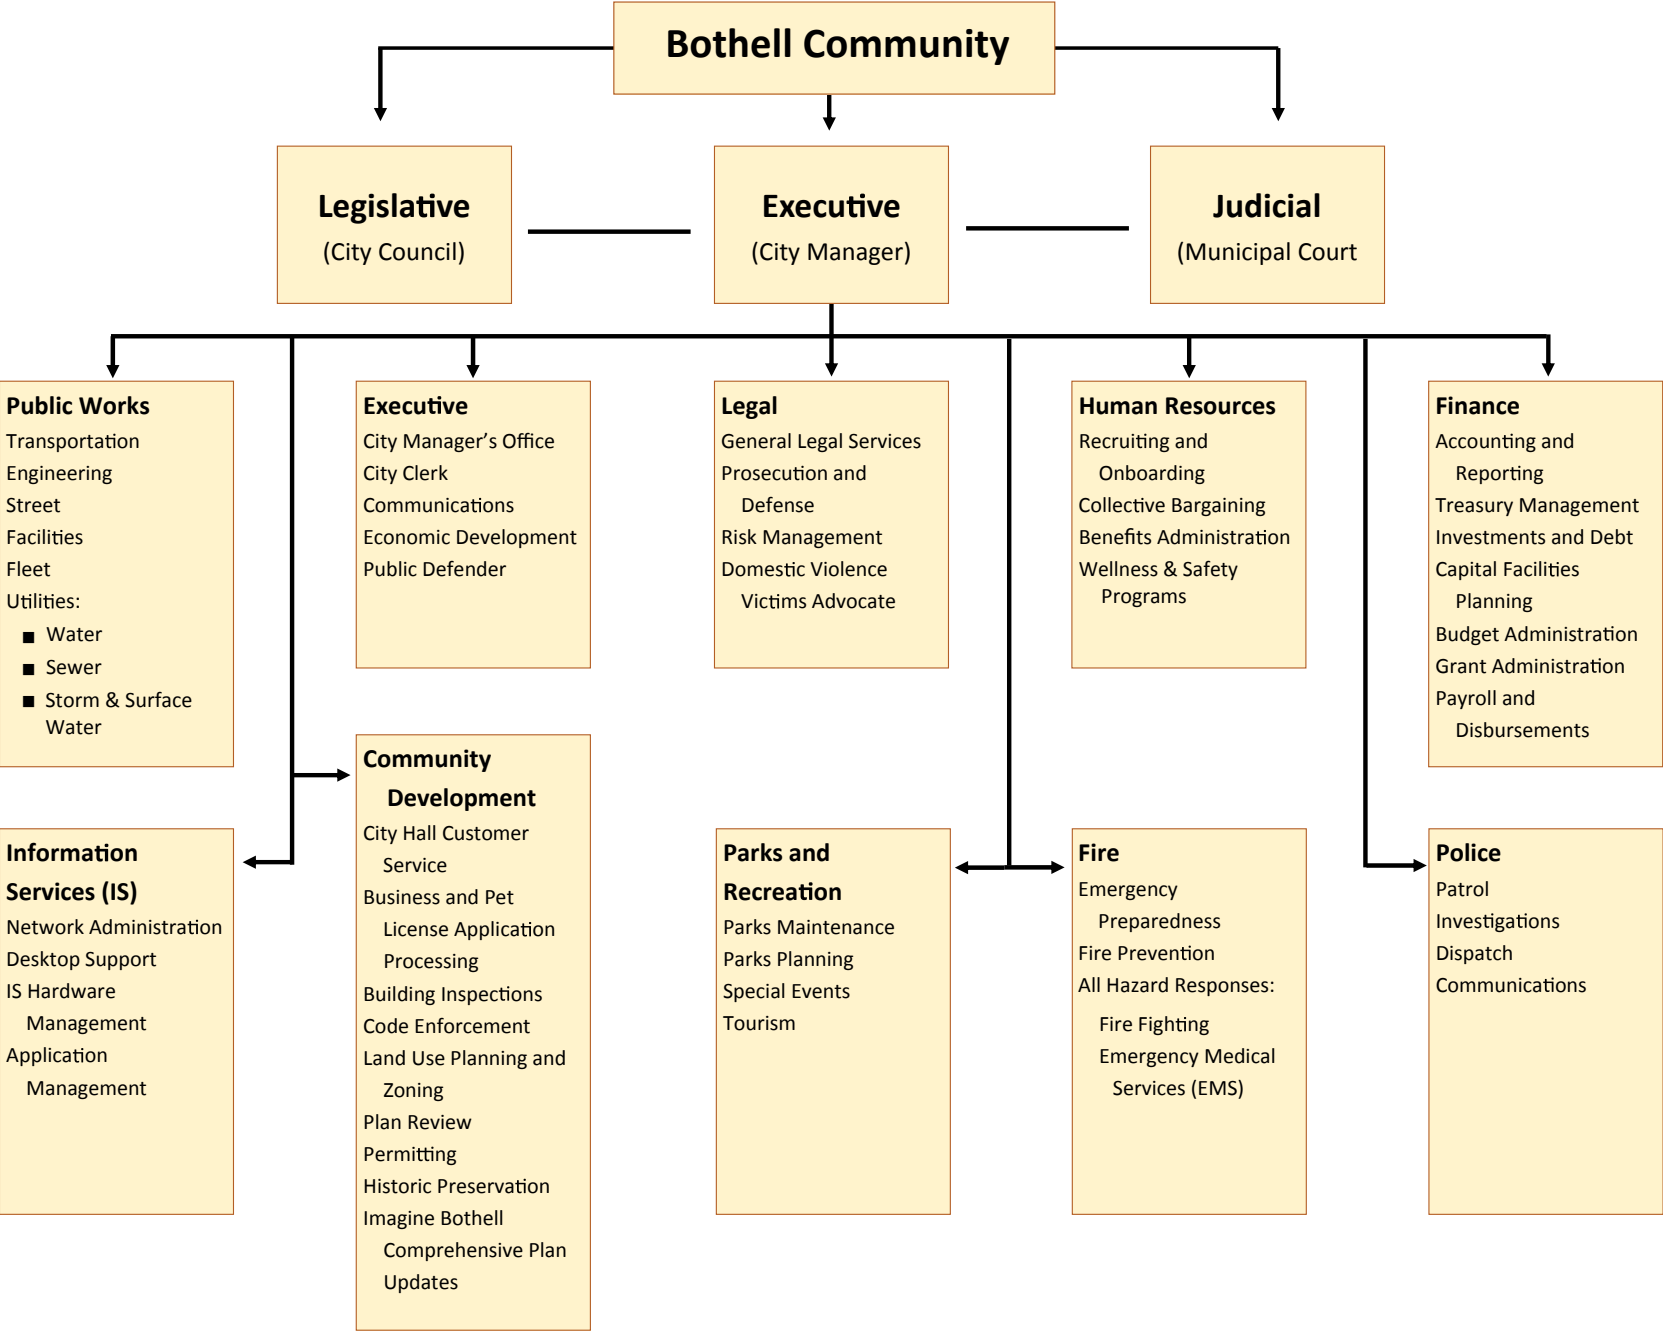 Bothell Community
Legislative
(City Council)
Executive
(City Manager)
Judicial
(Municipal Court
Public Works
Transportation
Engineering
Street
Facilities
Fleet
Utilities:
■ Water
■ Sewer
■ Storm & Surface
Water
Executive
City Manager’s Office
City Clerk
Communications
Economic Development
Public Defender
Legal
General Legal Services
Prosecution and
Defense
Risk Management
Domestic Violence
Victims Advocate
Human Resources
Recruiting and
Onboarding
Collective Bargaining
Benefits Administration
Wellness & Safety
Programs
Finance
Accounting and
Reporting
Treasury Management
Investments and Debt
Capital Facilities
Planning
Budget Administration
Grant Administration
Payroll and
Disbursements
Information
Services (IS)
Network Administration
Desktop Support
IS Hardware
Management
Application
Management
Community
Development
City Hall Customer
Service
Business and Pet
License Application
Processing
Building Inspections
Code Enforcement
Land Use Planning and
Zoning
Plan Review
Permitting
Historic Preservation
Imagine Bothell
Comprehensive Plan
Updates
Parks and
Recreation
Parks Maintenance
Parks Planning
Special Events
Tourism
Fire
Emergency
Preparedness
Fire Prevention
All Hazard Responses:
Fire Fighting
Emergency Medical
Services (EMS)
Police
Patrol
Investigations
Dispatch
Communications